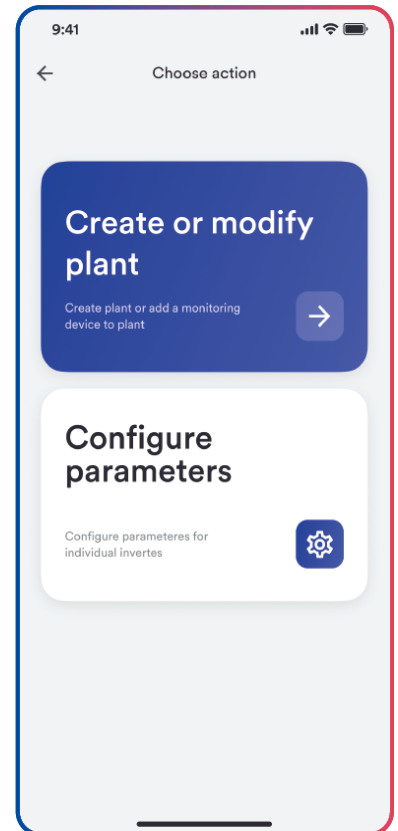 9:41
Choose action
Create or modify
plant
Create plant or add a monitoring
device to plant
Configure
parameters
Configure parameteres for
individual invertes